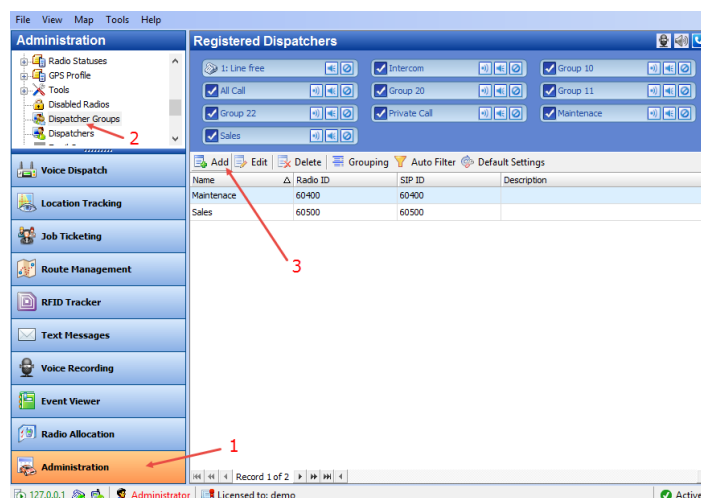 File View Map Tools Help
Administration
Radio Statuses
GPS Profile
Tools
Disabled Radios
Dispatcher Groups
Dispatchers
2
Voice Dispatch
Location Tracking
Job Ticketing
Route Management
RFID Tracker
Text Messages
Voice Recording
Event Viewer
Radio Allocation
Administration
1
Registered Dispatchers
1: Line free Intercom Group 10
All Call Group 20 Group 11
Group 22 Private Call Maintenace
Sales
Add Edit Delete Grouping Auto Filter Default Settings
Name Radio ID SIP ID Description
Maintenace 60400 60400
Sales 60500 60500
3
Record 1 of 2
127.0.0.1 Administrator Licensed to: demo Active